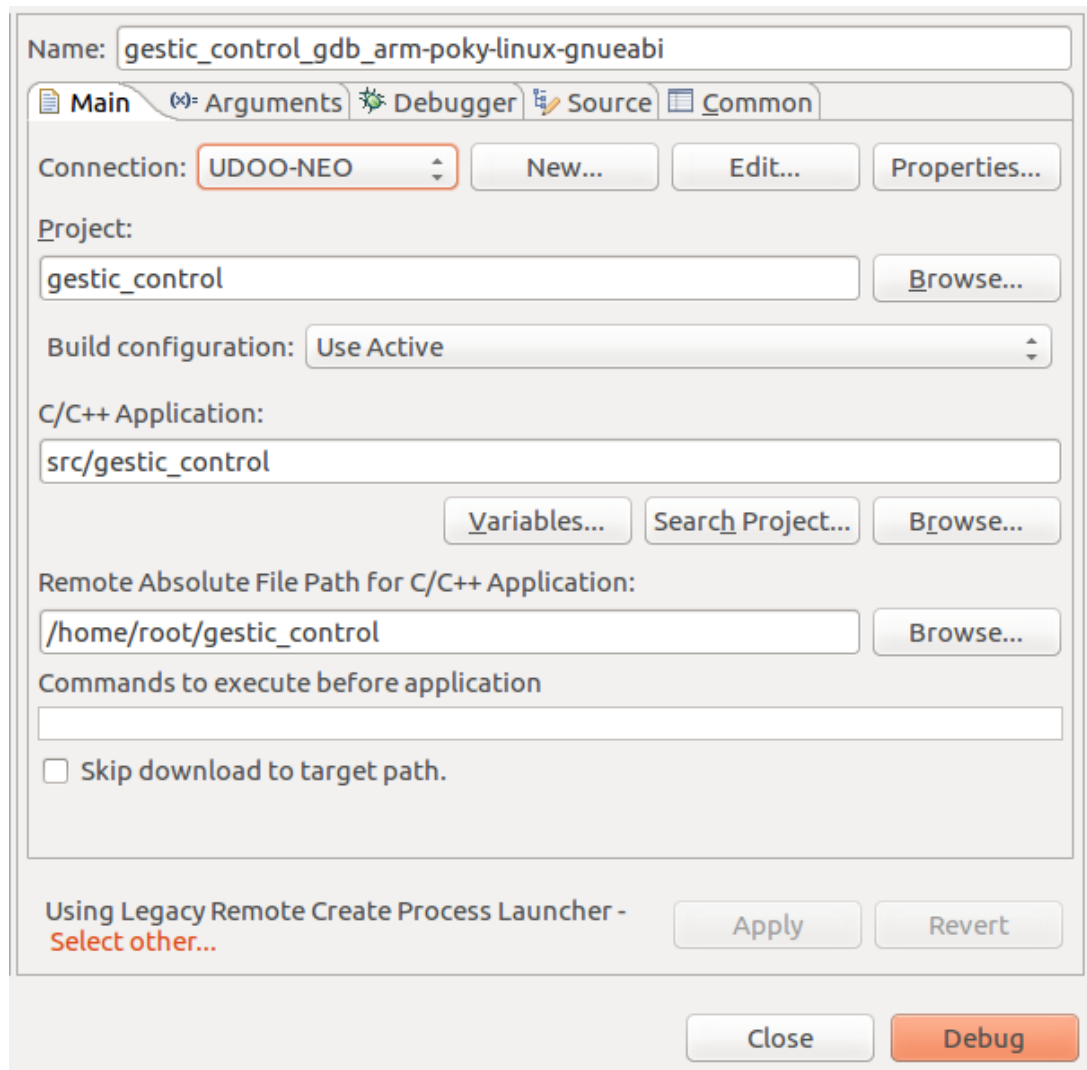 Name: gestic_control_gdb_arm-poky-linux-gnueabi
Main (x)= Arguments Debugger Source Common
Connection: UDOO-NEO New... Edit... Properties...
Project:
gestic_control Browse...
Build configuration: Use Active
C/C++ Application:
src/gestic_control
Variables... Search Project... Browse...
Remote Absolute File Path for C/C++ Application:
/home/root/gestic_control Browse...
Commands to execute before application
Skip download to target path.
Using Legacy Remote Create Process Launcher -
Select other... Apply Revert
Close Debug